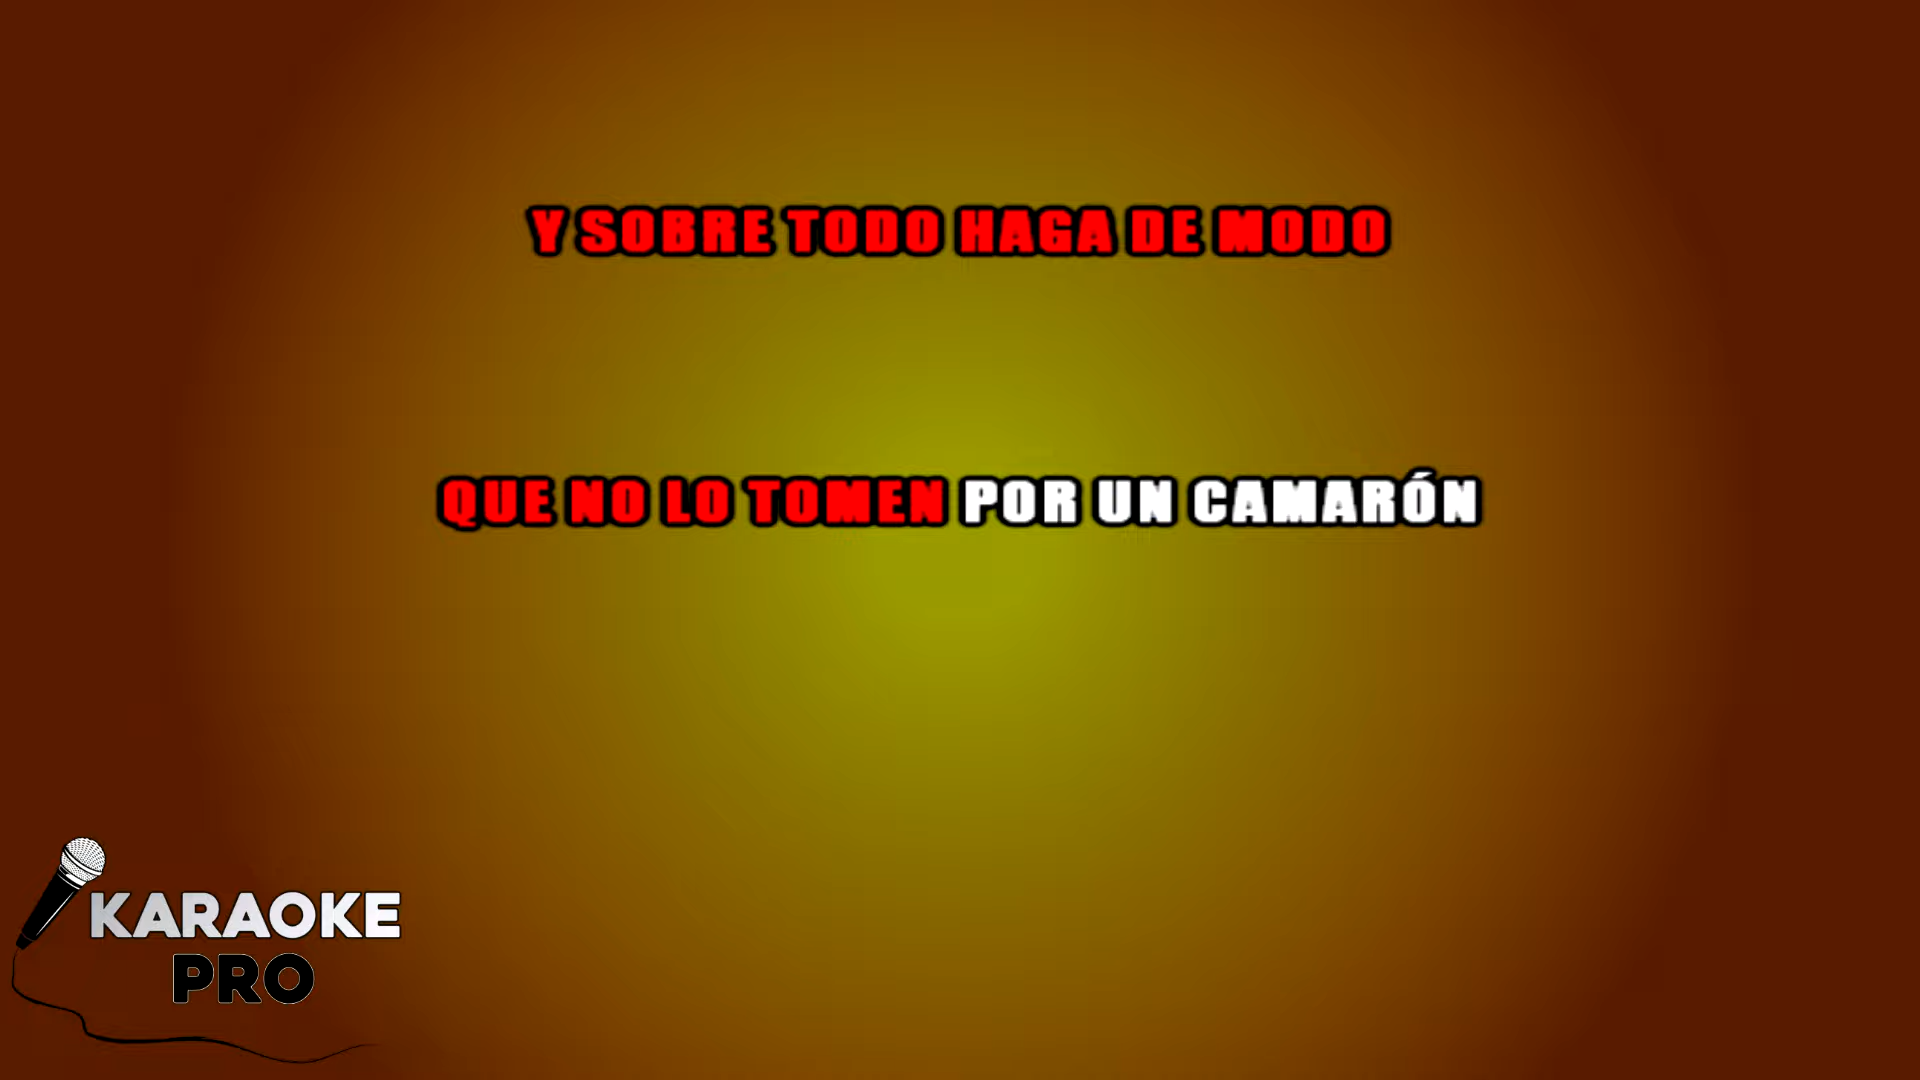 Y SOBRE TODO HAGA DE MODO
QUE NO LO TOMEN POR UN CAMARÓN
KARAOKE
PRO